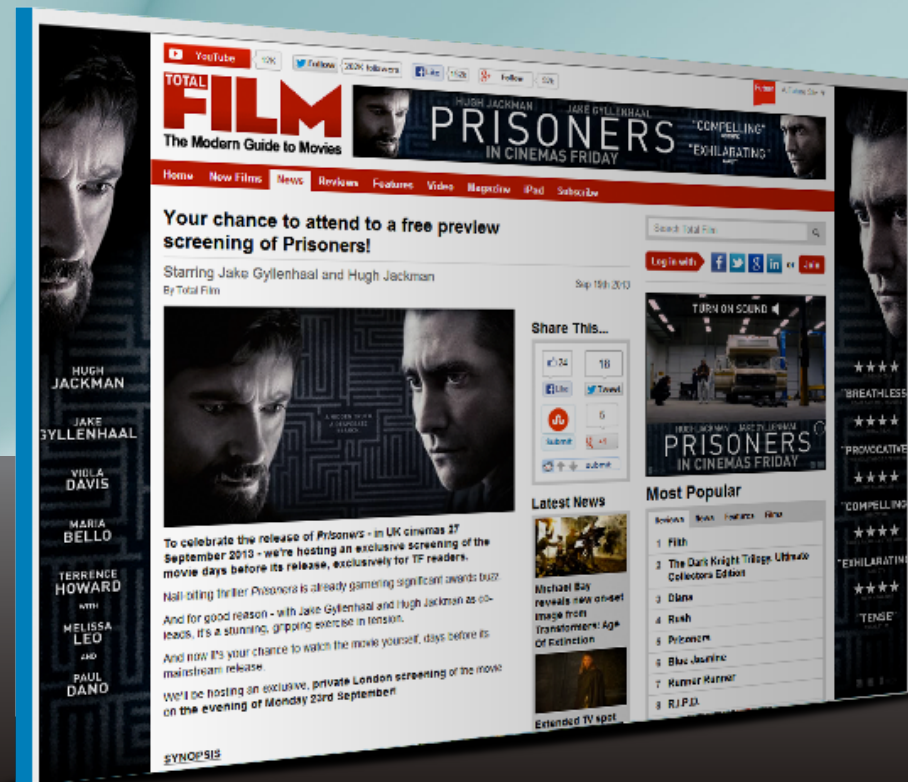 YouTube 12K Follow 202K followers Like 152k Follow 92k
TOTAL
FILM
The Modern Guide to Movies
HUGH JACKMAN JAKE GYLLENHAAL
PRISONERS
IN CINEMAS FRIDAY
"COMPELLING"
"EXHILARATING"
Home New Films News Reviews Features Video Magazine iPad Subscribe
Your chance to attend to a free preview
screening of Prisoners!
Starring Jake Gyllenhaal and Hugh Jackman
By Total Film
Sep 19th 2013
To celebrate the release of Prisoners - in UK cinemas 27
September 2013 - we're hosting an exclusive screening of the
movie days before its release, exclusively for TF readers.
Nail-biting thriller Prisoners is already garnering significant awards buzz.
And for good reason - with Jake Gyllenhaal and Hugh Jackman as co-
leads, it's a stunning, gripping exercise in tension.
And now it's your chance to watch the movie yourself, days before its
mainstream release.
We'll be hosting an exclusive, private London screening of the movie
on the evening of Monday 23rd September!
SYNOPSIS
Share This...
24 18
Like Tweet
5
submit +1
submit
Latest News
Michael Bay
reveals new on-set
image from
Transformers: Age
Of Extinction
Extended TV spot
Search Total Film
Log in with f g in or Join
TURN ON SOUND
HUGH JACKMAN JAKE GYLLENHAAL
PRISONERS
IN CINEMAS FRIDAY
Most Popular
Reviews News Features Films
1 Filth
2 The Dark Knight Trilogy: Ultimate
Collectors Edition
3 Diana
4 Rush
5 Prisoners
6 Blue Jasmine
7 Runner Runner
8 R.I.P.D.
HUGH
JACKMAN
JAKE
GYLLENHAAL
VIOLA
DAVIS
MARIA
BELLO
TERRENCE
HOWARD
WITH
MELISSA
LEO
AND
PAUL
DANO
"BREATHLESS
"PROVOCATIVE
"COMPELLING
"EXHILARATING
"TENSE"